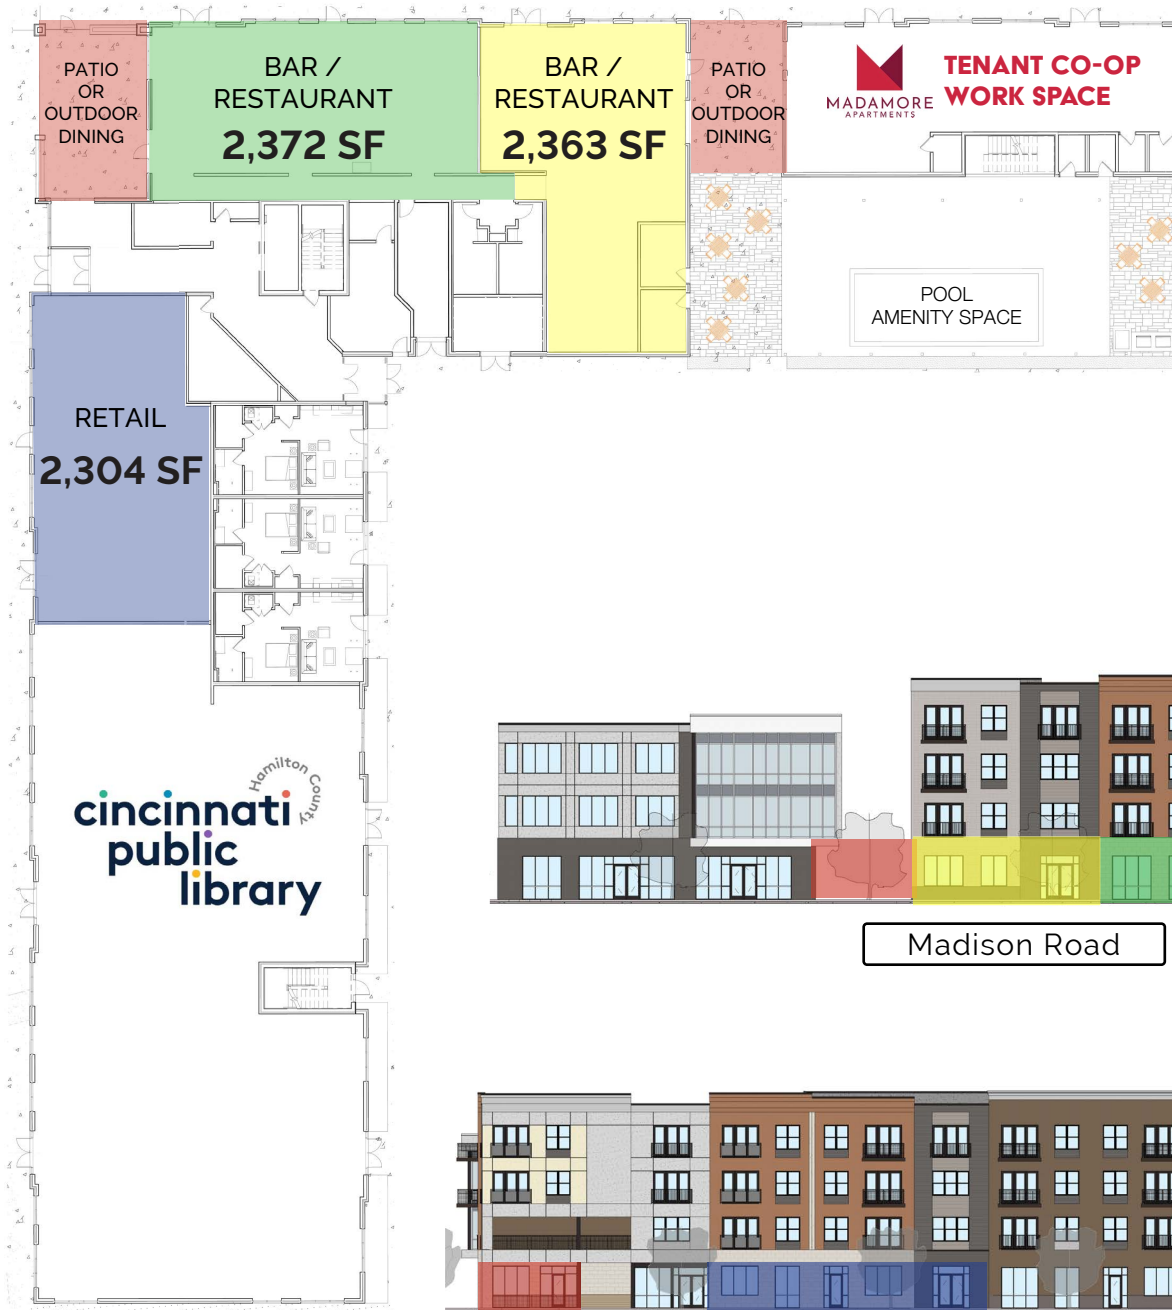 PATIO
OR
OUTDOOR
DINING
BAR /
RESTAURANT
2,372 SF
BAR /
RESTAURANT
2,363 SF
PATIO
OR
OUTDOOR
DINING
MADAMORE
APARTMENTS
TENANT CO-OP
WORK SPACE
POOL
AMENITY SPACE
RETAIL
2,304 SF
cincinnati
public
library
Hamilton County
Madison Road